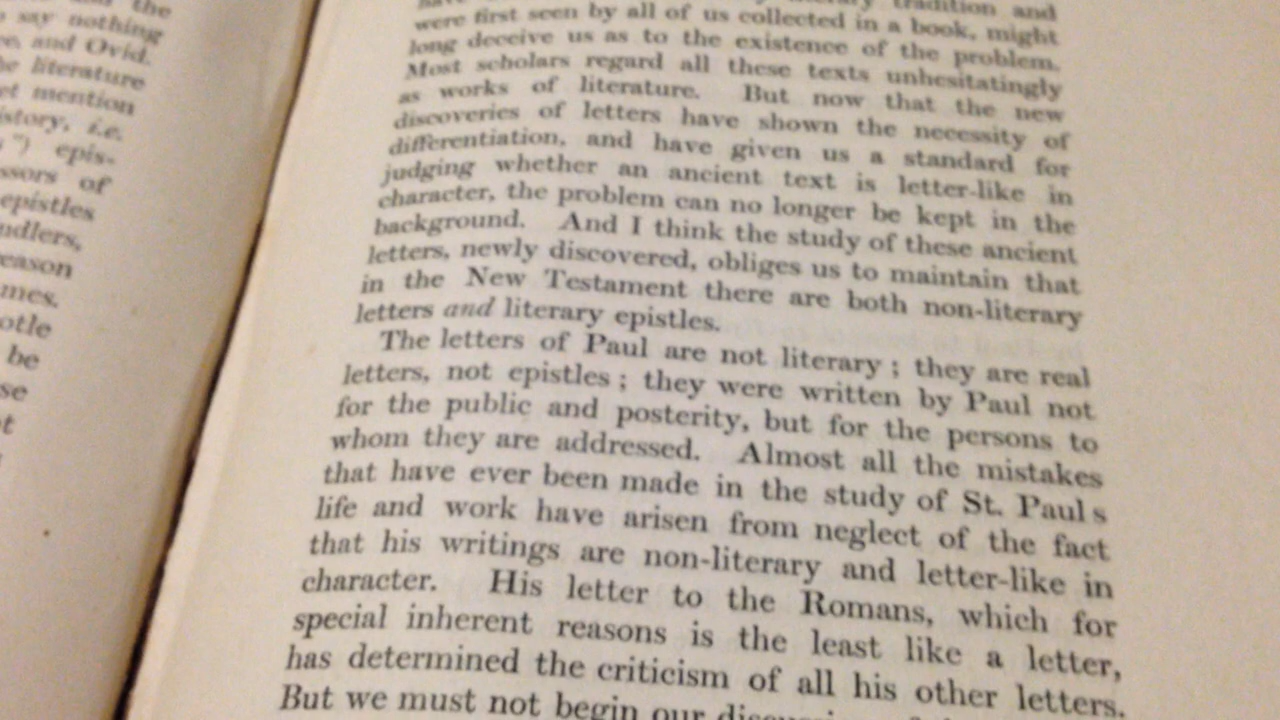 the
say nothing
and Ovid.
literature
mention
i.e.
") epis-
of
epistles
be
tradition and
were first seen by all of us collected in a book, might
long deceive us as to the existence of the problem.
Most scholars regard all these texts unhesitatingly
as works of literature. But now that the new
discoveries of letters have shown the necessity of
differentiation, and have given us a standard for
judging whether an ancient text is letter-like in
character, the problem can no longer be kept in the
background. And I think the study of these ancient
letters, newly discovered, obliges us to maintain that
in the New Testament there are both non-literary
letters and literary epistles.
The letters of Paul are not literary ; they are real
letters, not epistles ; they were written by Paul not
for the public and posterity, but for the persons to
whom they are addressed. Almost all the mistakes
that have ever been made in the study of St. Paul s
life and work have arisen from neglect of the fact
that his writings are non-literary and letter-like in
character. His letter to the Romans, which for
special inherent reasons is the least like a letter,
has determined the criticism of all his other letters.
But we must not begin our